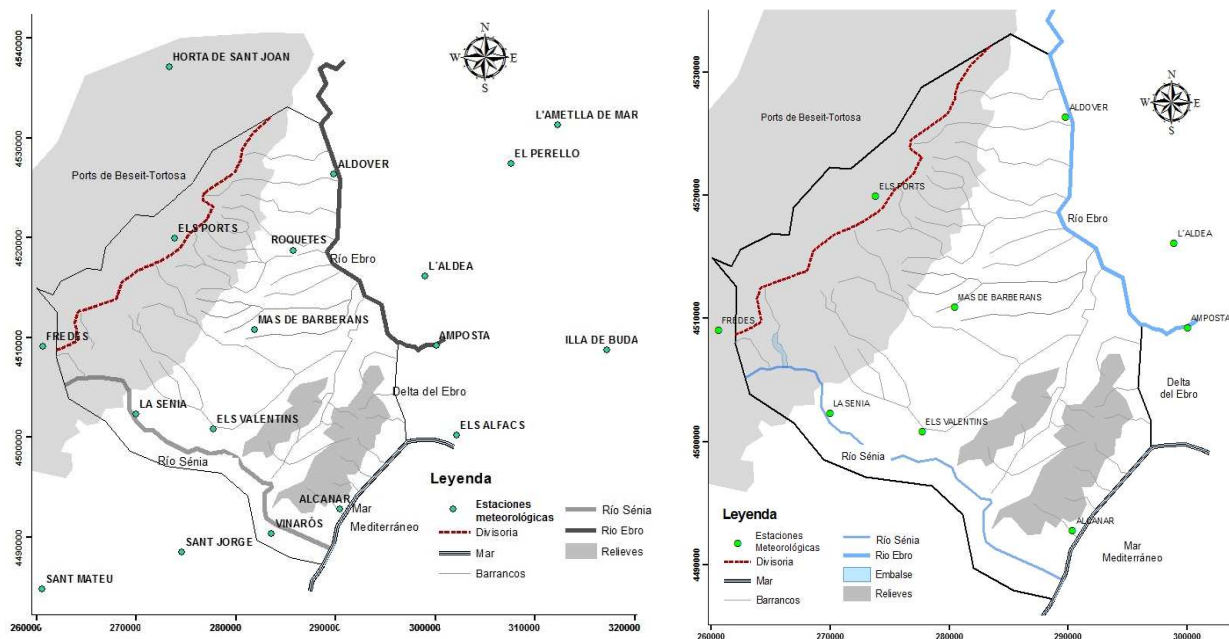 N
W
E
S
HORTA DE SANT JOAN
L'AMETLLA DE MAR
EL PERELLO
ALDOVER
Ports de Beseit-Tortosa
ELS PORTS
ROQUETES
Río Ebro
L'ALDEA
MAS DE BARBERANS
FREDES
AMPOSTA
ILLA DE BUDA
Delta del Ebro
LA SENIA
ELS VALENTINS
ELS ALFACS
Río Sénia
ALCANAR
Mar
Mediterráneo
VINARÒS
SANT JORGE
SANT MATEU
Leyenda
Estaciones
meteorológicas
Divisoria
Mar
Barrancos
Río Sénia
Rio Ebro
Relieves
4540000
4530000
4520000
4510000
4500000
4490000
260000
270000
280000
290000
300000
310000
320000
N
W
E
S
Ports de Beseit-Tortosa
ALDOVER
ELS PORTS
Río Ebro
L'ALDEA
MAS DE BARBERANS
FREDES
AMPOSTA
Delta
del Ebro
LA SENIA
ELS VALENTINS
Río Sénia
ALCANAR
Mar
Mediterráneo
Leyenda
Estaciones
Meteorológicas
Divisoria
Mar
Barrancos
Río Sénia
Rio Ebro
Embalse
Relieves
4530000
4520000
4510000
4500000
4490000
260000
270000
280000
290000
300000